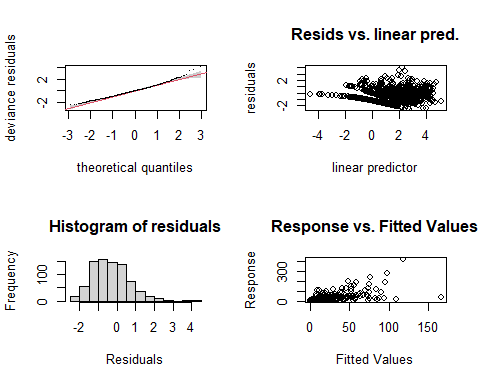 deviance residuals
-2 2
-3 -2 -1 0 1 2 3
theoretical quantiles
Resids vs. linear pred.
residuals
-2 2
-4 -2 0 2 4
linear predictor
Histogram of residuals
Frequency
0 100
-2 0 1 2 3 4
Residuals
Response vs. Fitted Values
Response
0 300
0 50 100 150
Fitted Values